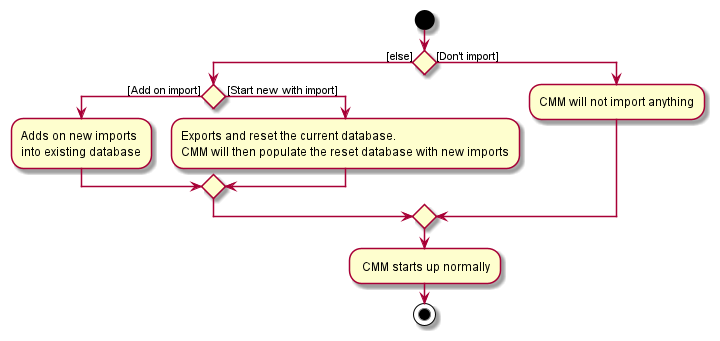 [else]
[Don't import]
[Add on import]
[Start new with import]
CMM will not import anything
Adds on new imports
into existing database
Exports and reset the current database.
CMM will then populate the reset database with new imports
CMM starts up normally